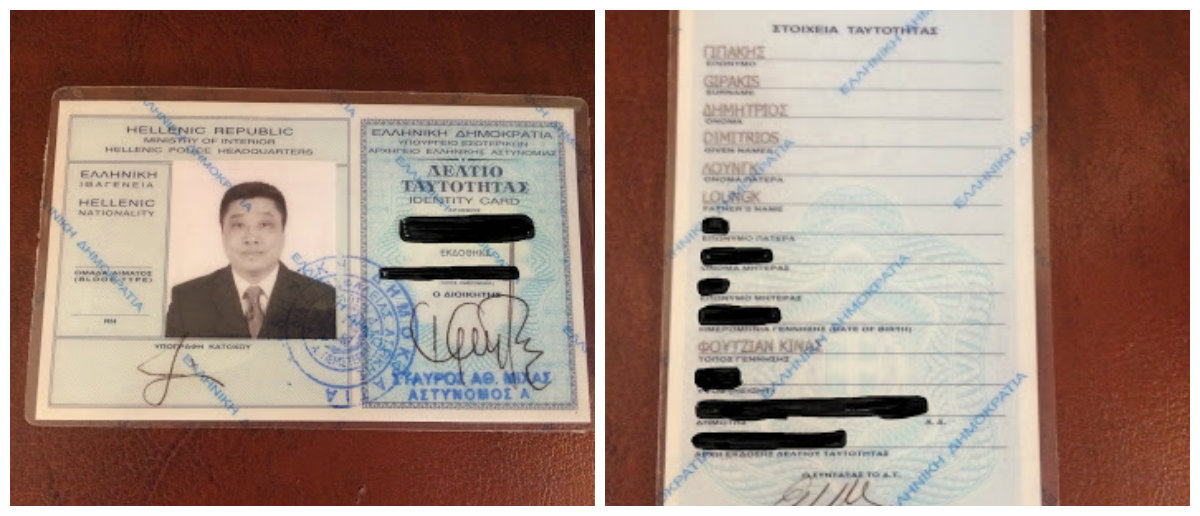 HELLENIC REPUBLIC
MINISTRY OF INTERIOR
HELLENIC POLICE HEADQUARTERS
ΕΛΛΗΝΙΚΗ
ΙΘΑΓΕΝΕΙΑ
HELLENIC
NATIONALITY
ΟΜΑΔΑ ΑΙΜΑΤΟΣ
(BLOOD TYPE)
RH
ΥΠΟΓΡΑΦΗ ΚΑΤΟΧΟΥ
ΕΛΛΗΝΙΚΗ ΔΗΜΟΚΡΑΤΙΑ
ΥΠΟΥΡΓΕΙΟ ΕΣΩΤΕΡΙΚΩΝ
ΑΡΧΗΓΕΙΟ ΕΛΛΗΝΙΚΗΣ ΑΣΤΥΝΟΜΙΑΣ
ΔΕΛΤΙΟ
ΤΑΥΤΟΤΗΤΑΣ
IDENTITY CARD
ΕΚΔΟΘΗΚΕ
Ο ΔΙΟΙΚΗΤΗΣ
ΣΤΑΥΡΟΣ ΑΘ. ΜΙΧΑΣ
ΑΣΤΥΝΟΜΟΣ Α
ΣΤΟΙΧΕΙΑ ΤΑΥΤΟΤΗΤΑΣ
ΓΙΠΑΚΗΣ
ΕΠΩΝΥΜΟ
GIPAKIS
SURNAME
ΔΗΜΗΤΡΙΟΣ
ΟΝΟΜΑ
DIMITRIOS
GIVEN NAMES
ΛΟΥΝΓΚ
ΟΝΟΜΑ ΠΑΤΕΡΑ
LOUNGK
FATHER'S NAME
ΕΠΩΝΥΜΟ ΠΑΤΕΡΑ
ΟΝΟΜΑ ΜΗΤΕΡΑΣ
ΕΠΩΝΥΜΟ ΜΗΤΕΡΑΣ
ΗΜΕΡΟΜΗΝΙΑ ΓΕΝΝΗΣΗΣ (DATE OF BIRTH)
ΦΟΥΤΖΙΑΝ ΚΙΝΑΣ
ΤΟΠΟΣ ΓΕΝΝΗΣΗΣ
ΔΗΜΟΤΗΣ
Α. Α.
ΑΡΧΗ ΕΚΔΟΣΗΣ ΔΕΛΤΙΟΥ ΤΑΥΤΟΤΗΤΑΣ
Ο ΣΥΝΤΑΞΑΣ ΤΟ Δ.Τ.
ΕΛΛΗΝΙΚΗ ΔΗΜΟΚΡΑΤΙΑ